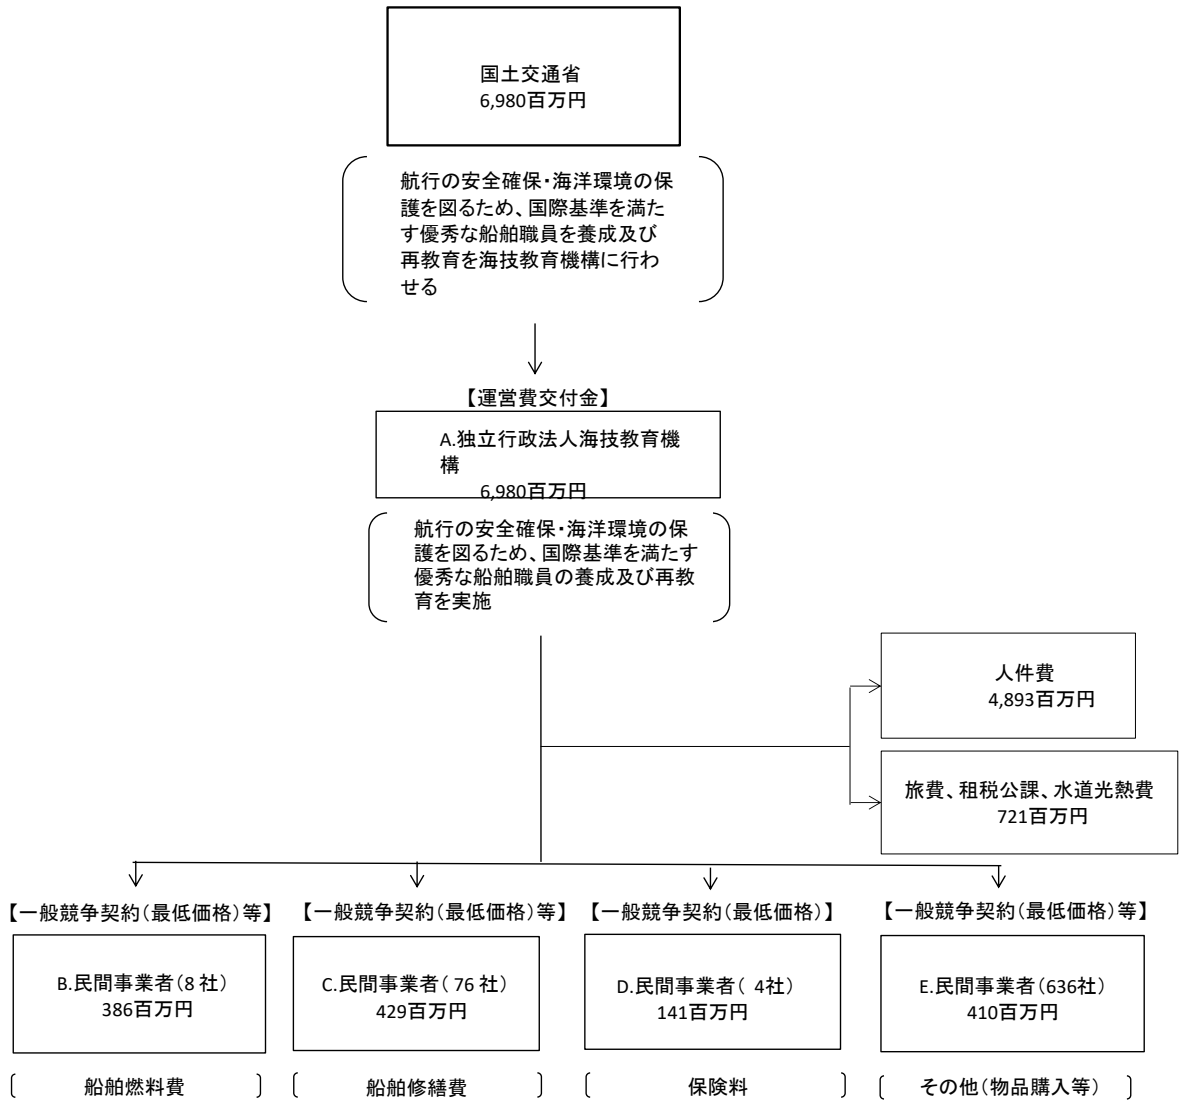 国土交通省
6,980百万円
航行の安全確保・海洋環境の保
護を図るため、国際基準を満た
す優秀な船舶職員を養成及び
再教育を海技教育機構に行わ
せる
【運営費交付金】
A.独立行政法人海技教育機
構
6,980百万円
航行の安全確保・海洋環境の保
護を図るため、国際基準を満たす
優秀な船舶職員の養成及び再教
育を実施
人件費
4,893百万円
旅費、租税公課、水道光熱費
721百万円
【一般競争契約(最低価格)等】
【一般競争契約(最低価格)等】
【一般競争契約(最低価格)】
【一般競争契約(最低価格)等】
B.民間事業者(8 社)
386百万円
C.民間事業者( 76 社)
429百万円
D.民間事業者( 4社)
141百万円
E.民間事業者(636社)
410百万円
船舶燃料費
船舶修繕費
保険料
その他(物品購入等)